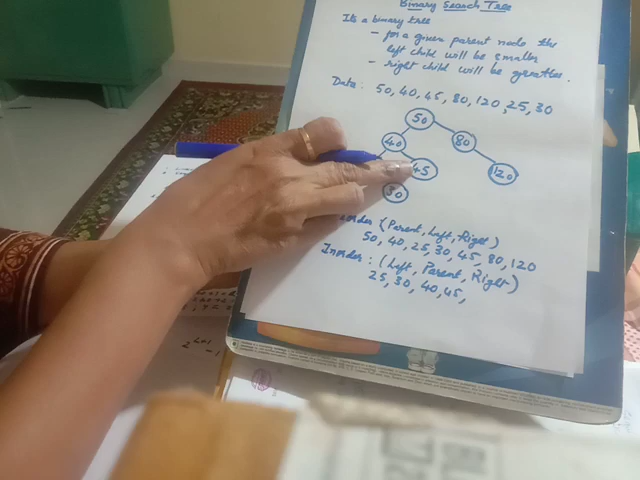 Binary Search Tree
Its a binary tree
- for a given parent node the
left child will be smaller
- right child will be greater.
Data: 50, 40, 45, 80, 120, 25, 30
50
40
80
45
120
30
(Parent, Left, Right)
50, 40, 25, 30, 45, 80, 120
Inorder: (Left, Parent, Right)
25, 30, 40, 45,